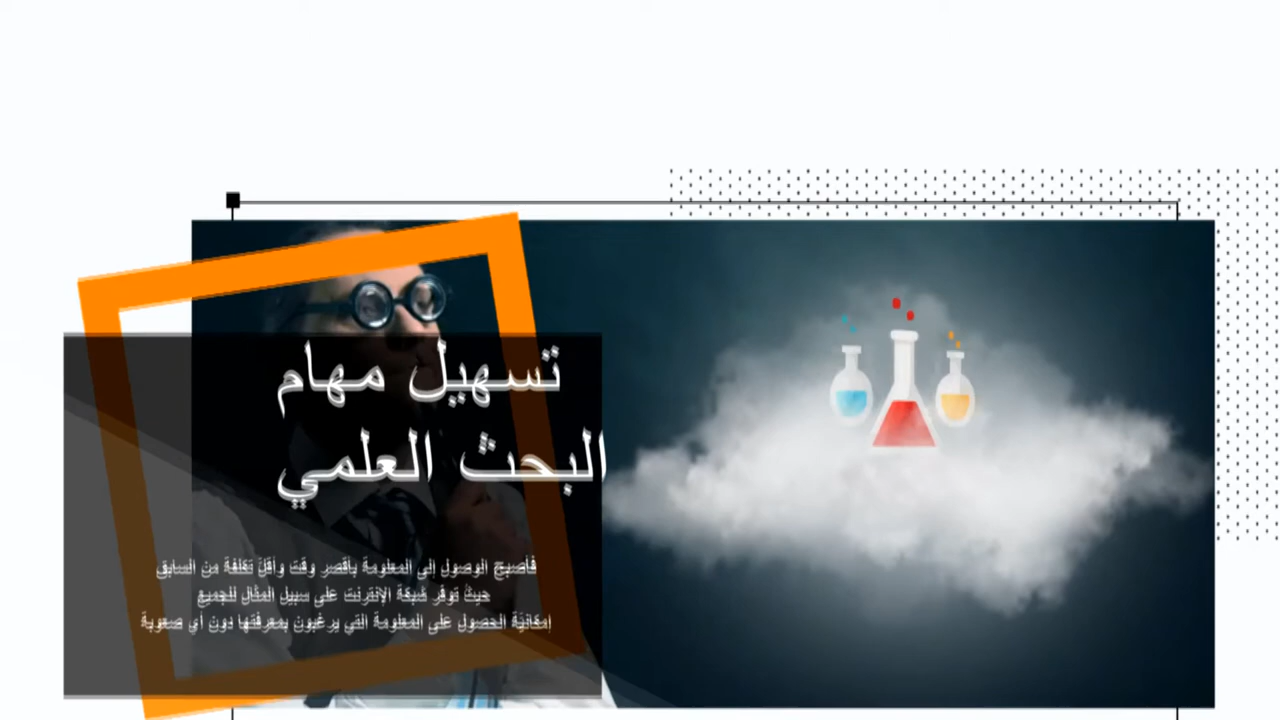 تسهيل مهام
البحث العلمي
فأصبح الوصول إلى المعلومة بأقصر وقت وأقلّ تكلفة من السابق
حيثُ توفر شبكة الإنترنت على سبيل المثال للجميع
إمكانيّة الحصول على المعلومة التي يرغبون بمعرفتها دون أي صعوبة